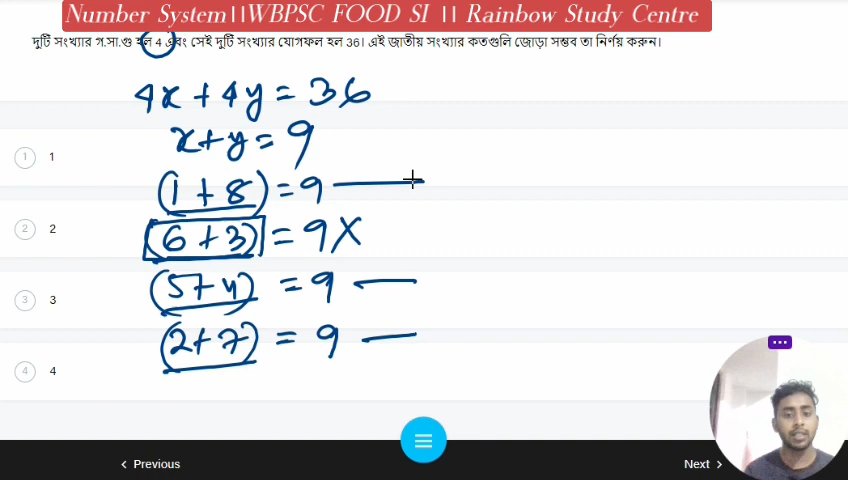 Number System||WBPSC FOOD SI || Rainbow Study Centre
দুটি সংখ্যার গ.সা.গু হল 4 এবং সেই দুটি সংখ্যার যোগফল হল 36। এই জাতীয় সংখ্যার কতগুলি জোড়া সম্ভব তা নির্ণয় করুন।
4x + 4y = 36
x + y = 9
1 1
(1 + 8) = 9
2 2
(6 + 3) = 9 X
3 3
(5 + 4) = 9
(2 + 7) = 9
4 4
Previous
Next